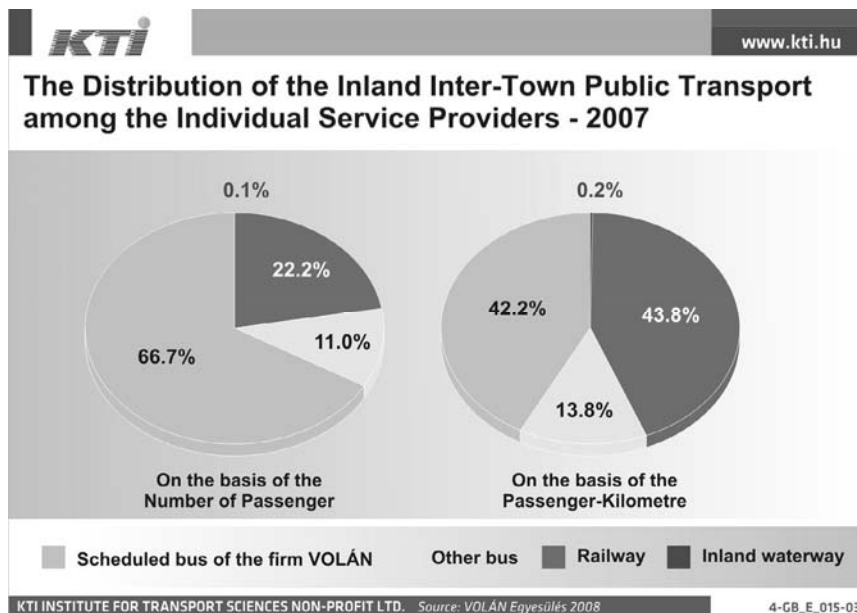 KTI
www.kti.hu
The Distribution of the Inland Inter-Town Public Transport
among the Individual Service Providers - 2007
0.1%
22.2%
11.0%
66.7%
On the basis of the
Number of Passenger
0.2%
42.2%
43.8%
13.8%
On the basis of the
Passenger-Kilometre
Scheduled bus of the firm VOLÁN
Other bus
Railway
Inland waterway
KTI INSTITUTE FOR TRANSPORT SCIENCES NON-PROFIT LTD. Source: VOLÁN Egyesülés 2008
4-GB_E_015-03